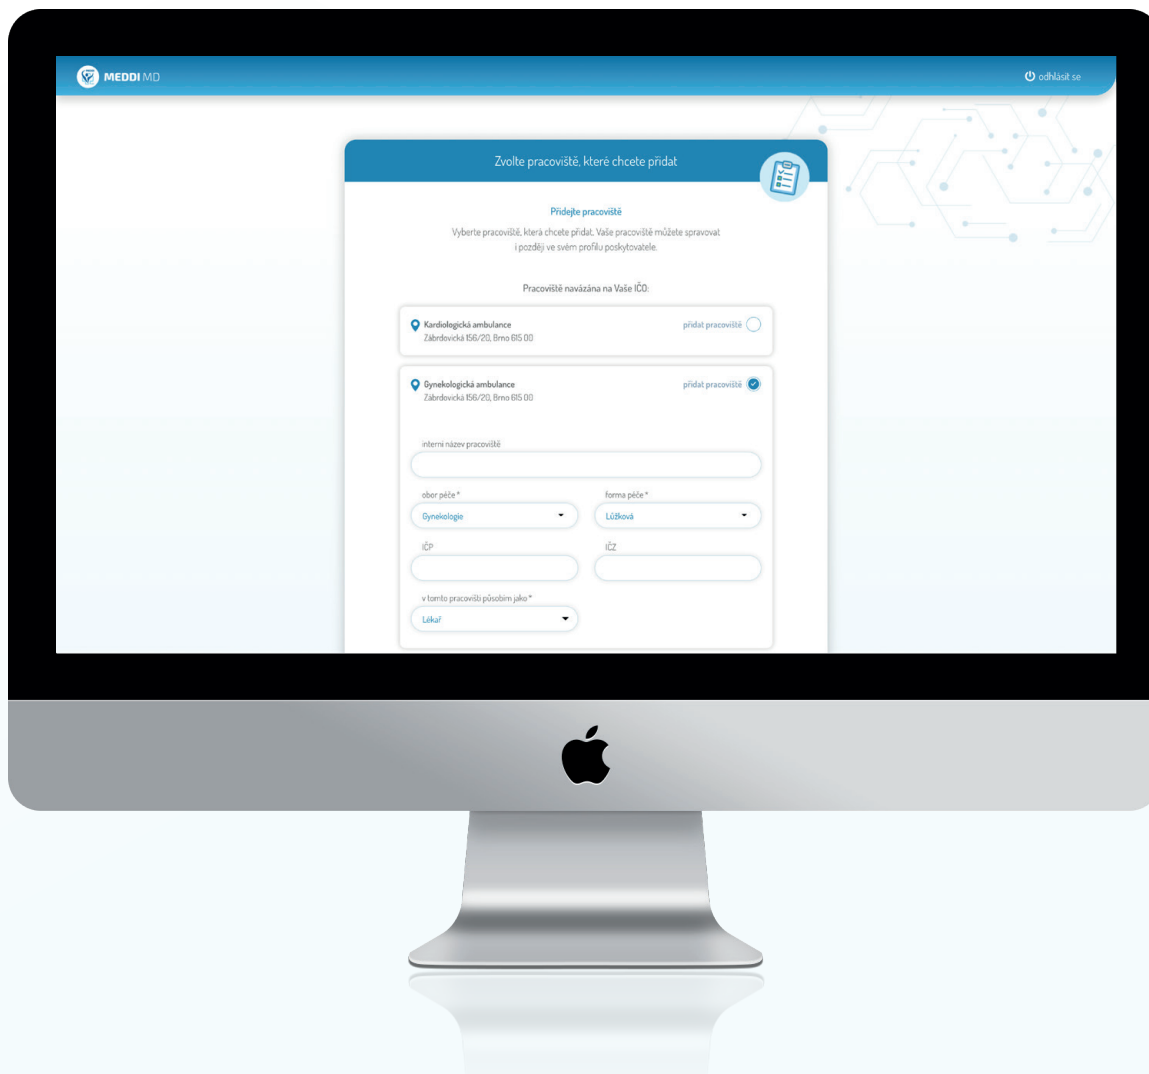 MEDDI MD
odhlásit se
Zvolte pracoviště, které chcete přidat
Přidejte pracoviště
Vyberte pracoviště, která chcete přidat. Vaše pracoviště můžete spravovat
i později ve svém profilu poskytovatele.
Pracoviště navázána na Vaše IČO:
Kardiologická ambulance
přidat pracoviště
Zábrdovická 156/20, Brno 615 00
Gynekologická ambulance
přidat pracoviště
Zábrdovická 156/20, Brno 615 00
interní název pracoviště
obor péče *
forma péče *
Gynekologie
Lůžková
IČP
IČZ
v tomto pracovišti působím jako *
Lékař